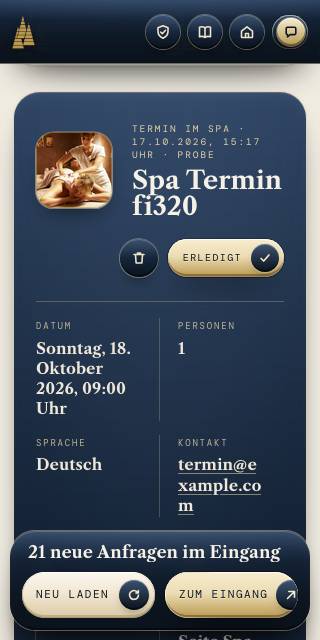 TERMIN IM SPA ·
17.10.2026, 15:17
UHR · PROBE
Spa Termin
fi320
ERLEDIGT
DATUM
Sonntag, 18.
Oktober
2026, 09:00
Uhr
PERSONEN
1
SPRACHE
Deutsch
KONTAKT
termin@e
xample.co
m
21 neue Anfragen im Eingang
NEU LADEN
ZUM EINGANG